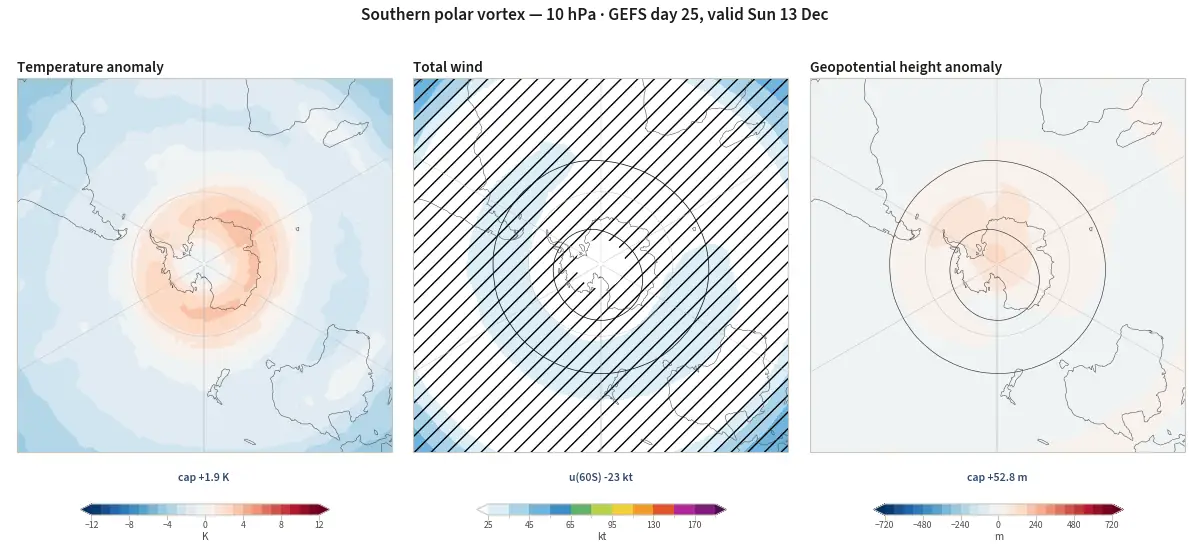 Southern polar vortex — 10 hPa · GEFS day 25, valid Sun 13 Dec
Temperature anomaly
Total wind
Geopotential height anomaly
cap +1.9 K
u(60S) -23 kt
cap +52.8 m
−12 −8 −4 0 4 8 12
K
25 45 65 95 130 170
kt
−720 −480 −240 0 240 480 720
m